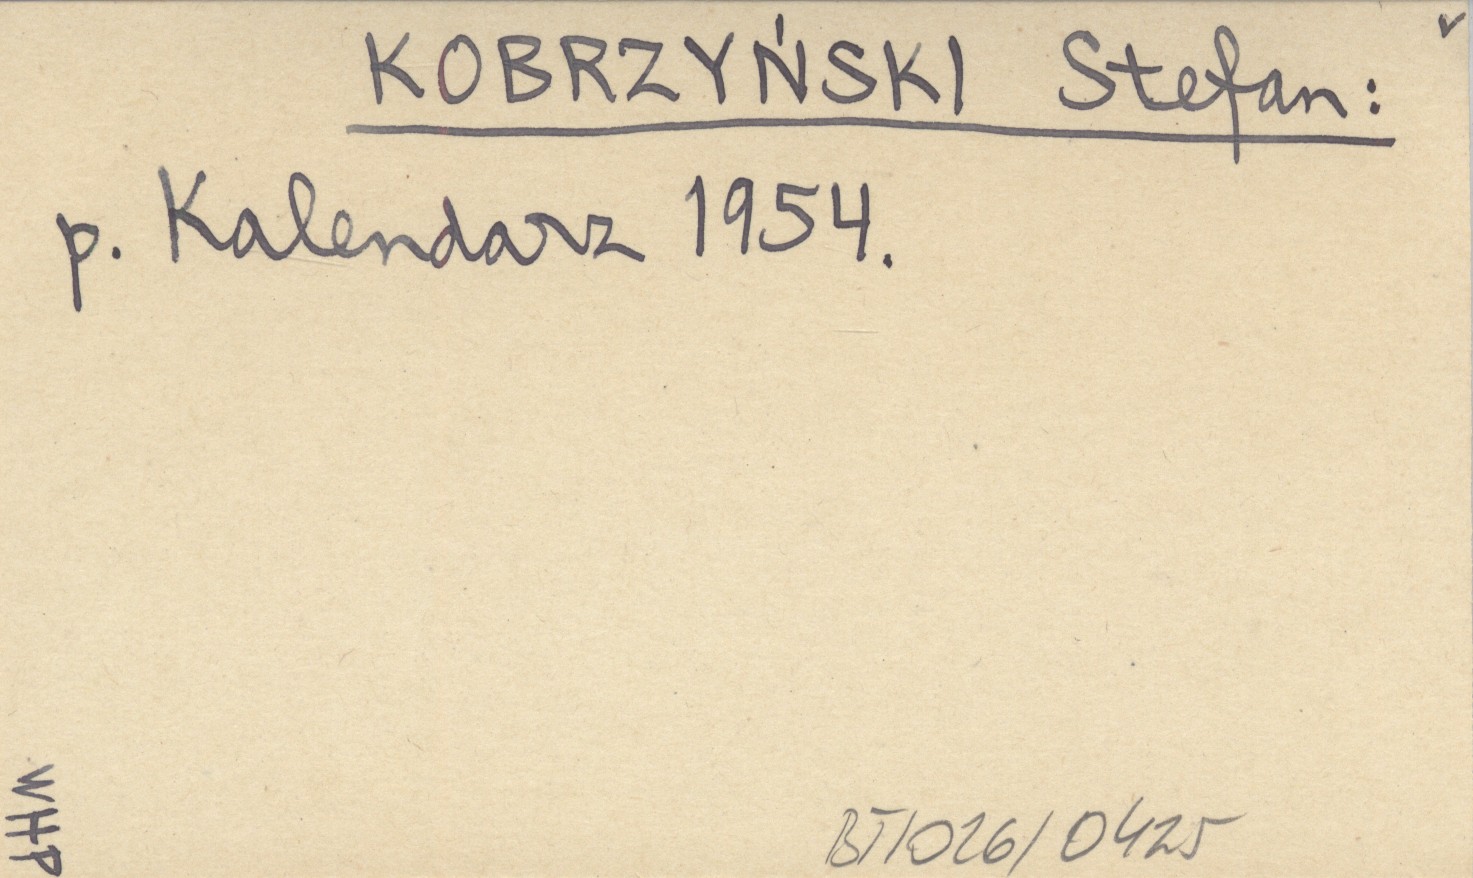 KOBRZYŃSKI Stefan:
p. Kalendarz 1954.
WHP
BT/026/0425